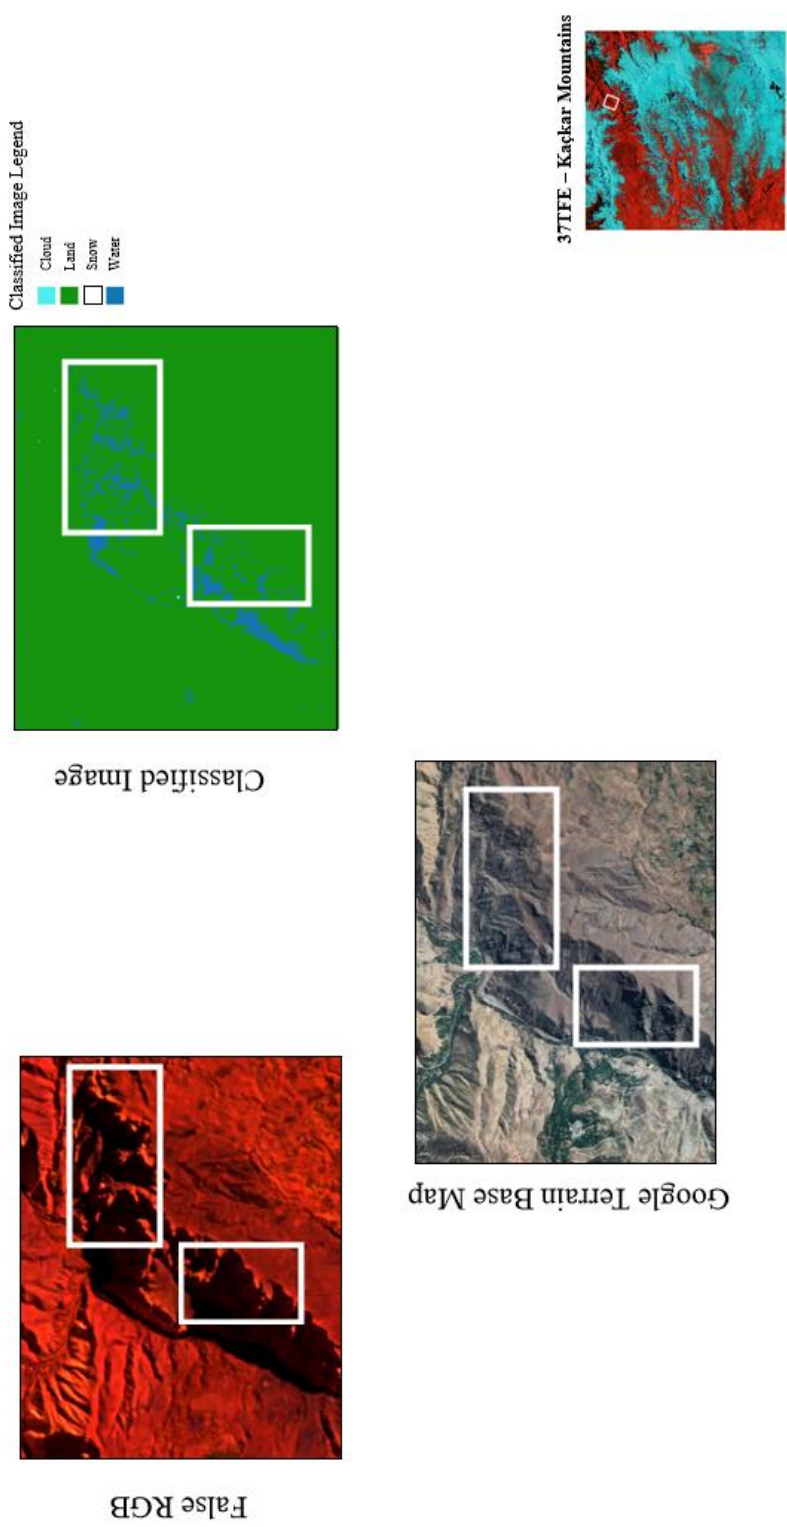 Classified Image Legend
Cloud
Land
Snow
Water
Classified Image
37TFE – Kaçkar Mountains
Google Terrain Base Map
False RGB